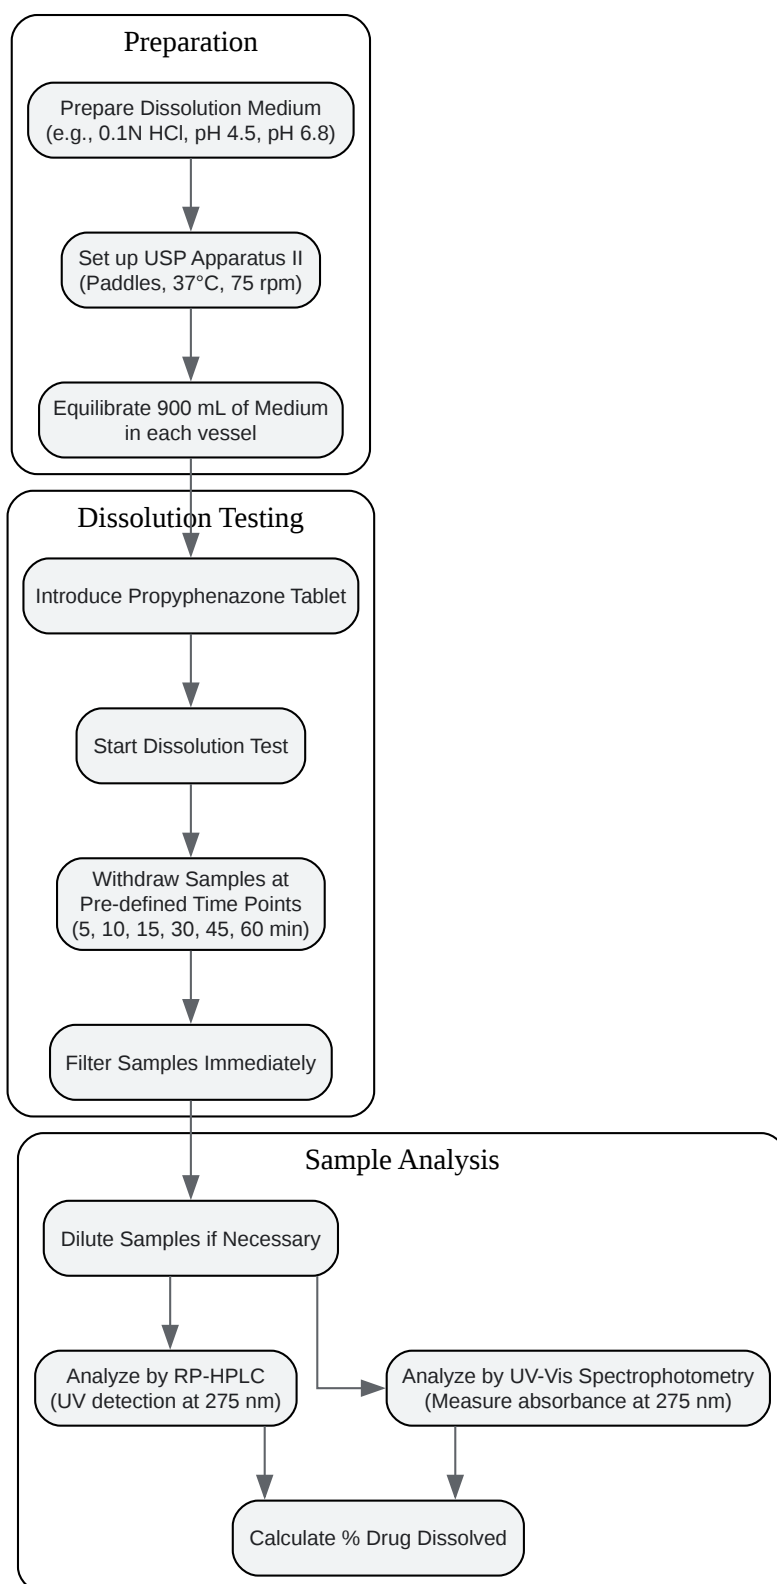 Preparation
Prepare Dissolution Medium
(e.g., 0.1N HCl, pH 4.5, pH 6.8)
Set up USP Apparatus II
(Paddles, 37°C, 75 rpm)
Equilibrate 900 mL of Medium
in each vessel
Dissolution Testing
Introduce Propyphenazone Tablet
Start Dissolution Test
Withdraw Samples at
Pre-defined Time Points
(5, 10, 15, 30, 45, 60 min)
Filter Samples Immediately
Sample Analysis
Dilute Samples if Necessary
Analyze by RP-HPLC
(UV detection at 275 nm)
Analyze by UV-Vis Spectrophotometry
(Measure absorbance at 275 nm)
Calculate % Drug Dissolved